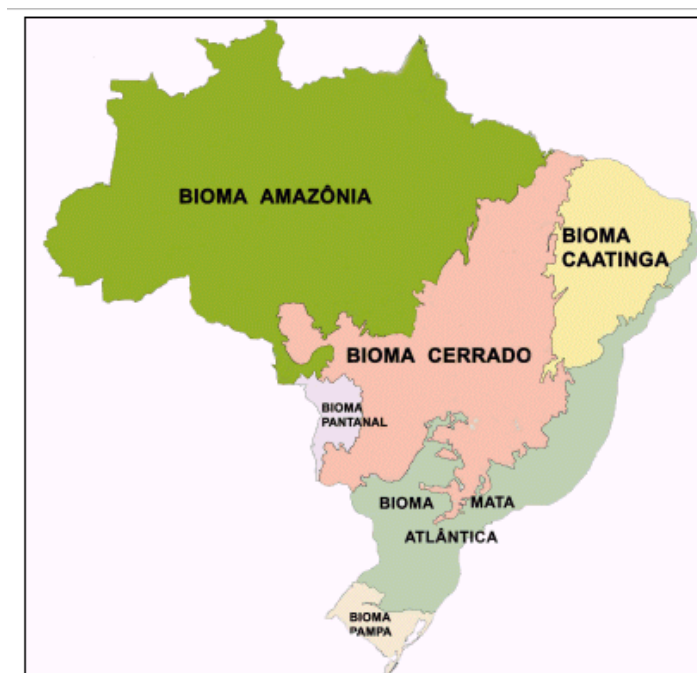 BIOMA AMAZÔNIA
BIOMA
CAATINGA
BIOMA CERRADO
BIOMA
PANTANAL
BIOMA MATA
ATLÂNTICA
BIOMA
PAMPA